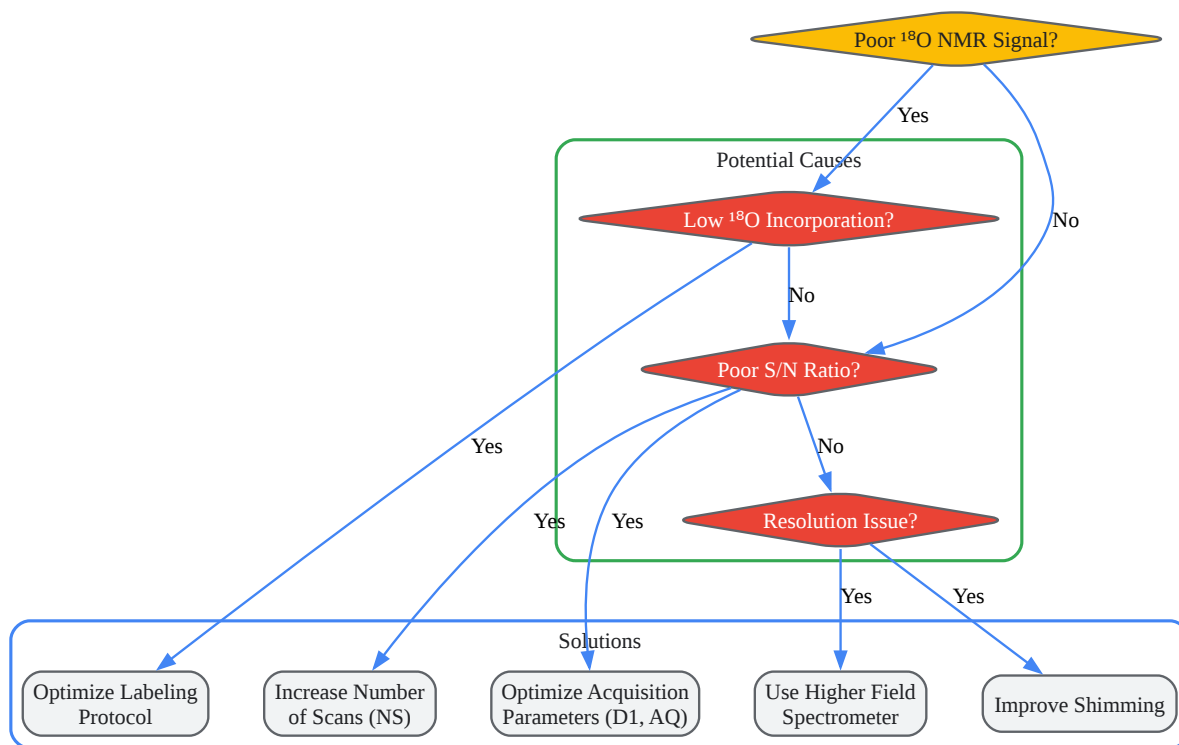 Poor ¹⁸O NMR Signal?
Yes
Potential Causes
Low ¹⁸O Incorporation?
No
No
Poor S/N Ratio?
Yes
No
Yes
Yes
Resolution Issue?
Yes
Yes
Solutions
Optimize Labeling
Protocol
Increase Number
of Scans (NS)
Optimize Acquisition
Parameters (D1, AQ)
Use Higher Field
Spectrometer
Improve Shimming